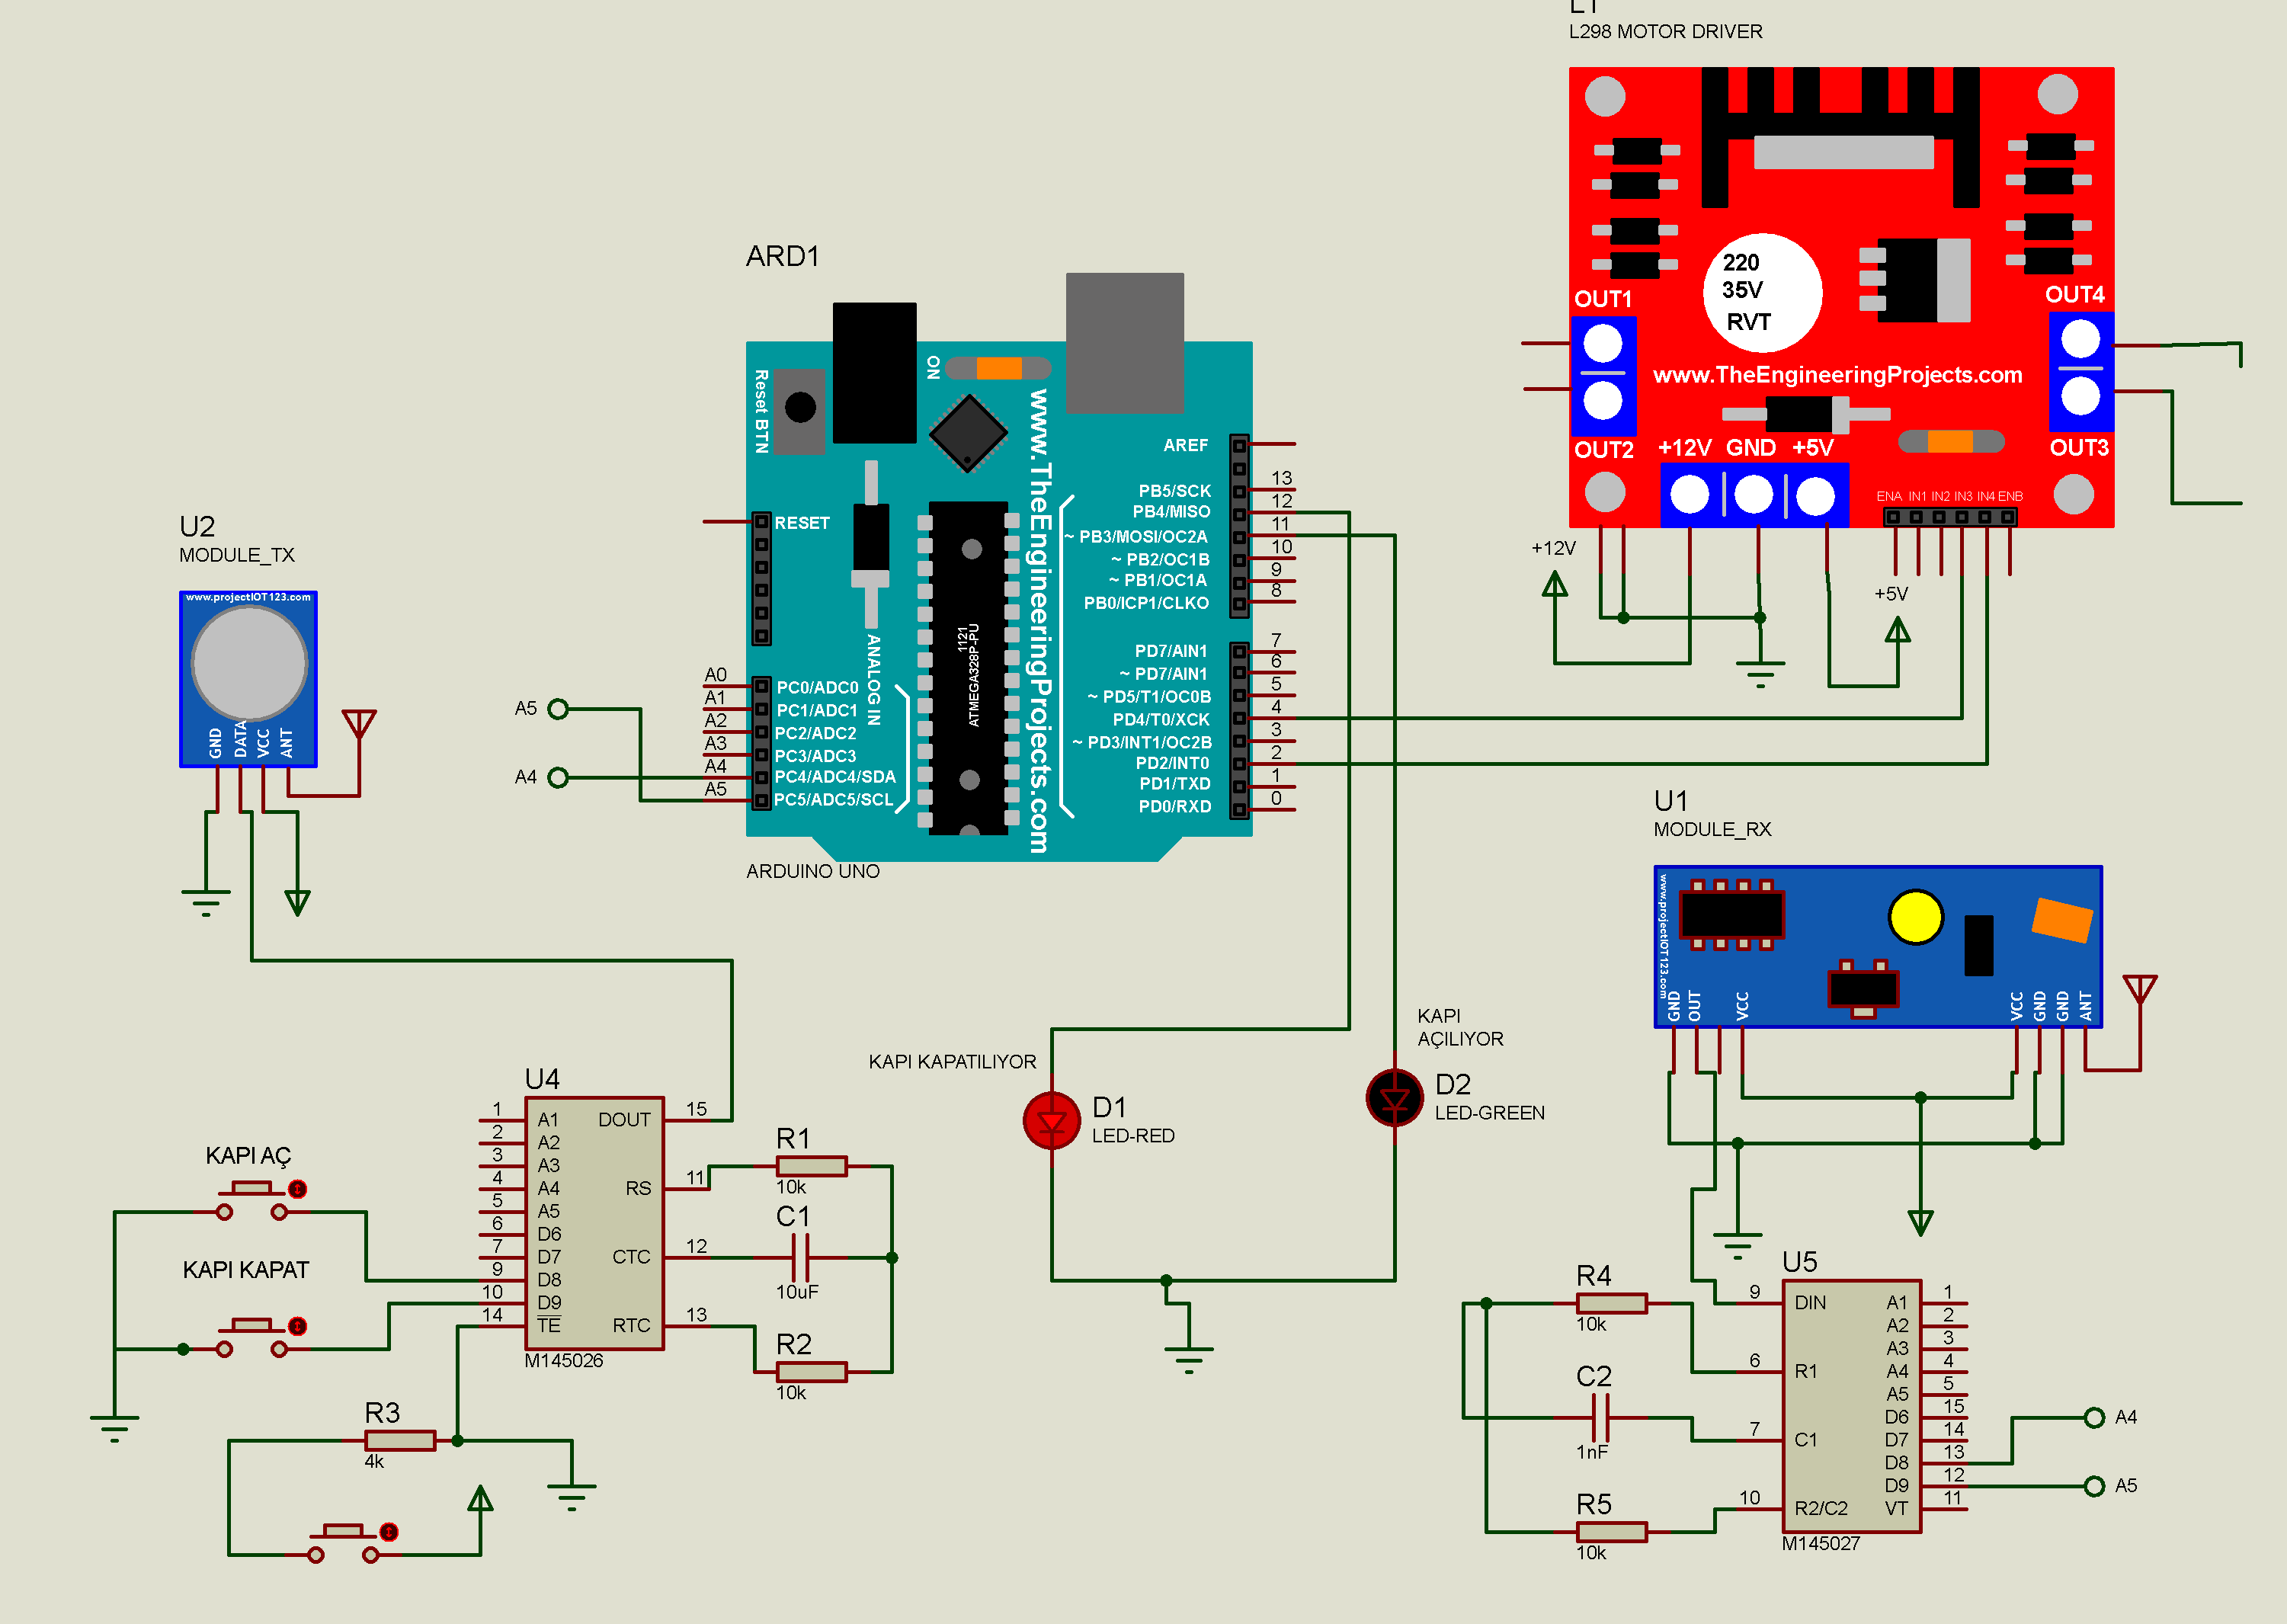 L1
L298 MOTOR DRIVER
220
35V
RVT
OUT1
OUT4
www.TheEngineeringProjects.com
OUT2
+12V
GND
+5V
OUT3
ENA
IN1
IN2
IN3
IN4
ENB
+12V
+5V
ARD1
Reset BTN
ON
www.TheEngineeringProjects.com
AREF
RESET
13
PB5/SCK
12
PB4/MISO
11
~ PB3/MOSI/OC2A
10
~ PB2/OC1B
9
~ PB1/OC1A
8
PB0/ICP1/CLKO
7
PD7/AIN1
6
~ PD7/AIN1
5
~ PD5/T1/OC0B
4
PD4/T0/XCK
3
~ PD3/INT1/OC2B
2
PD2/INT0
1
PD1/TXD
0
PD0/RXD
1121
ATMEGA328P-PU
ANALOG IN
A0
PC0/ADC0
A1
PC1/ADC1
A2
PC2/ADC2
A3
PC3/ADC3
A4
PC4/ADC4/SDA
A5
PC5/ADC5/SCL
ARDUINO UNO
A5
A4
U2
MODULE_TX
www.projectIOT123.com
GND
DATA
VCC
ANT
U1
MODULE_RX
www.projectIOT123.com
GND
OUT
VCC
VCC
GND
GND
ANT
KAPI
AÇILIYOR
KAPI KAPATILIYOR
D1
LED-RED
D2
LED-GREEN
U4
1
A1
2
A2
3
A3
4
A4
5
A5
6
D6
7
D7
9
D8
10
D9
14
TE
DOUT
15
RS
11
CTC
12
RTC
13
M145026
KAPI AÇ
KAPI KAPAT
R1
10k
C1
10uF
R2
10k
R3
4k
U5
9
DIN
6
R1
7
C1
10
R2/C2
A1
1
A2
2
A3
3
A4
4
A5
5
D6
15
D7
14
D8
13
D9
12
VT
11
M145027
R4
10k
C2
1nF
R5
10k
A4
A5